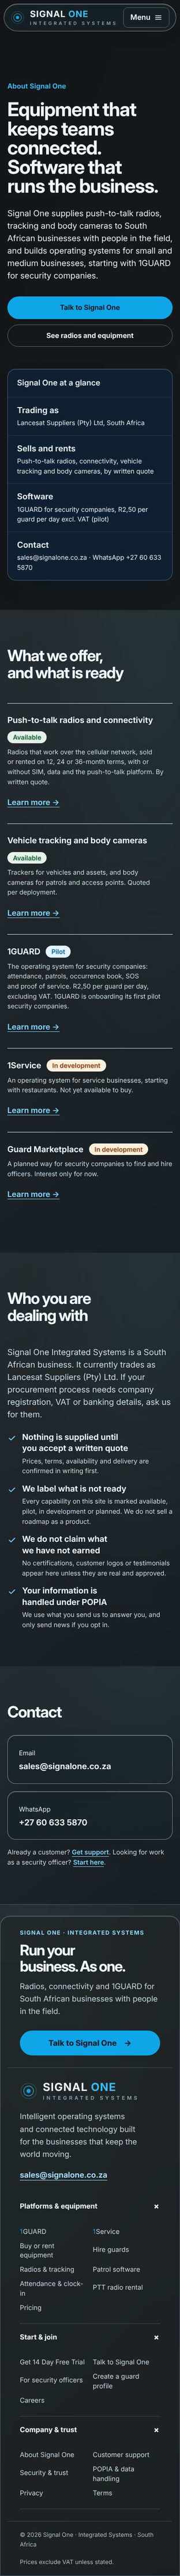 SIGNAL ONE
INTEGRATED SYSTEMS
Menu
About Signal One
Equipment that
keeps teams
connected.
Software that
runs the business.
Signal One supplies push-to-talk radios,
tracking and body cameras to South
African businesses with people in the field,
and builds operating systems for small and
medium businesses, starting with 1GUARD
for security companies.
Talk to Signal One
See radios and equipment
Signal One at a glance
Trading as
Lancesat Suppliers (Pty) Ltd, South Africa
Sells and rents
Push-to-talk radios, connectivity, vehicle
tracking and body cameras, by written quote
Software
1GUARD for security companies, R2,50 per
guard per day excl. VAT (pilot)
Contact
sales@signalone.co.za · WhatsApp +27 60 633
5870
What we offer,
and what is ready
Push-to-talk radios and connectivity
Available
Radios that work over the cellular network, sold
or rented on 12, 24 or 36-month terms, with or
without SIM, data and the push-to-talk platform. By
written quote.
Learn more →
Vehicle tracking and body cameras
Available
Trackers for vehicles and assets, and body
cameras for patrols and access points. Quoted
per deployment.
Learn more →
1GUARD Pilot
The operating system for security companies:
attendance, patrols, occurrence book, SOS
and proof of service. R2,50 per guard per day,
excluding VAT. 1GUARD is onboarding its first pilot
security companies.
Learn more →
1Service In development
An operating system for service businesses, starting
with restaurants. Not yet available to buy.
Learn more →
Guard Marketplace In development
A planned way for security companies to find and hire
officers. Interest only for now.
Learn more →
Who you are
dealing with
Signal One Integrated Systems is a South
African business. It currently trades as
Lancesat Suppliers (Pty) Ltd. If your
procurement process needs company
registration, VAT or banking details, ask us
for them.
Nothing is supplied until
you accept a written quote
Prices, terms, availability and delivery are
confirmed in writing first.
We label what is not ready
Every capability on this site is marked available,
pilot, in development or planned. We do not sell a
roadmap as a product.
We do not claim what
we have not earned
No certifications, customer logos or testimonials
appear here unless they are real and approved.
Your information is
handled under POPIA
We use what you send us to answer you, and
only send news if you opt in.
Contact
Email
sales@signalone.co.za
WhatsApp
+27 60 633 5870
Already a customer? Get support. Looking for work
as a security officer? Start here.
SIGNAL ONE · INTEGRATED SYSTEMS
Run your
business. As one.
Radios, connectivity and 1GUARD for
South African businesses with people
in the field.
Talk to Signal One →
SIGNAL ONE
INTEGRATED SYSTEMS
Intelligent operating systems
and connected technology built
for the businesses that keep the
world moving.
sales@signalone.co.za
Platforms & equipment
1GUARD 1Service
Buy or rent
equipment
Hire guards
Radios & tracking Patrol software
Attendance & clock-
in
PTT radio rental
Pricing
Start & join
Get 14 Day Free Trial Talk to Signal One
For security officers
Create a guard
profile
Careers
Company & trust
About Signal One Customer support
Security & trust
POPIA & data
handling
Privacy Terms
© 2026 Signal One · Integrated Systems · South
Africa
Prices exclude VAT unless stated.